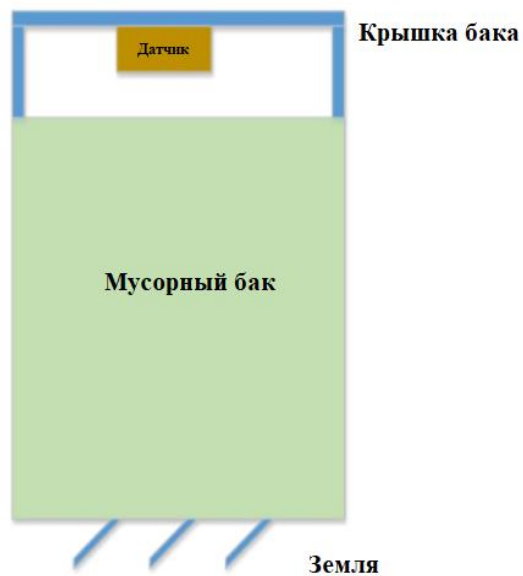 Крышка бака
Датчик
Мусорный бак
Земля